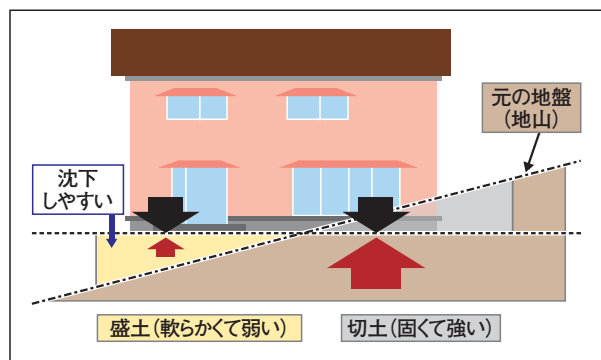 元の地盤
(地山)
沈下
しやすい
盛土(軟らかくて弱い)
切土(固くて強い)